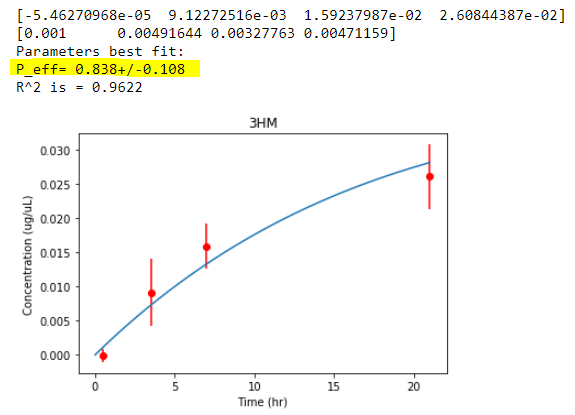 [-5.46270968e-05 9.12272516e-03 1.59237987e-02 2.60844387e-02]
[0.001 0.00491644 0.00327763 0.00471159]
Parameters best fit:
P_eff= 0.838+/-0.108
R^2 is = 0.9622
3HM
0.030
0.025
0.020
0.015
0.010
0.005
0.000
Concentration (ug/uL)
0 5 10 15 20
Time (hr)